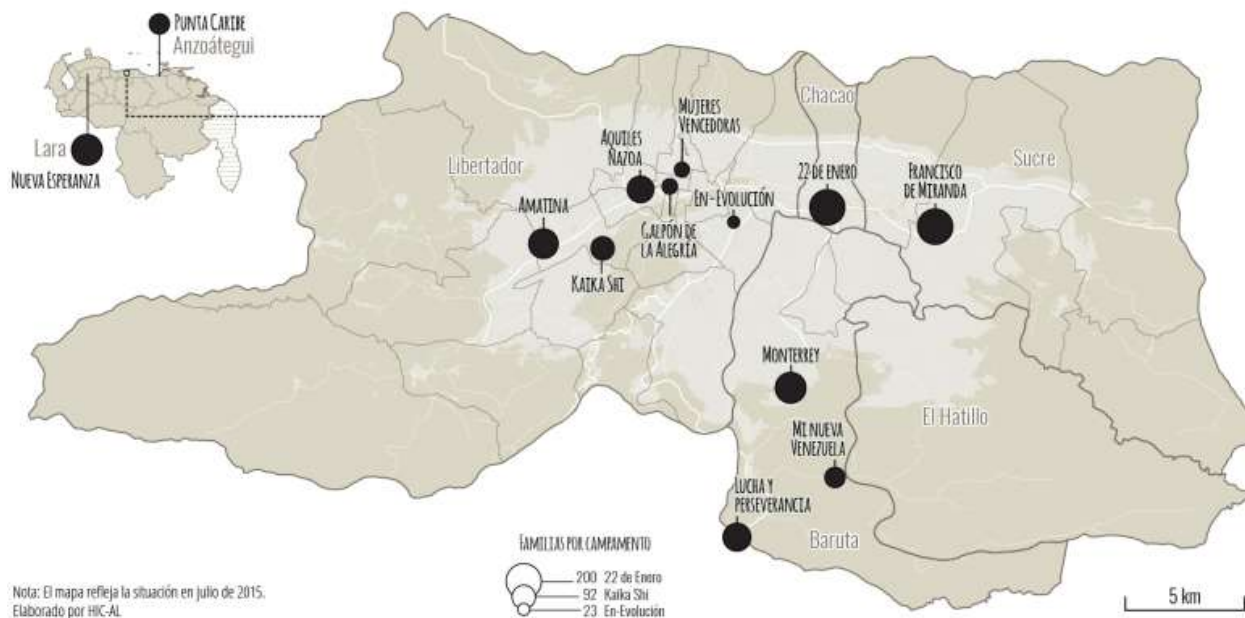 Punta Caribe
Anzoátegui
Lara
Nueva Esperanza
Libertador
Chacao
Sucre
Mujeres
Vencedoras
Aquiles
Ñazoa
22 de enero
Francisco
de Miranda
En-Evolución
Amatina
Galpón de
la Alegría
Kaika Shi
Monterrey
El Hatillo
Mi nueva
Venezuela
Lucha y
perseverancia
Baruta
Familias por campamento
200 22 de Enero
92 Kaika Shi
23 En-Evolución
Nota: El mapa refleja la situación en julio de 2015.
Elaborado por HIC-AL
5 km